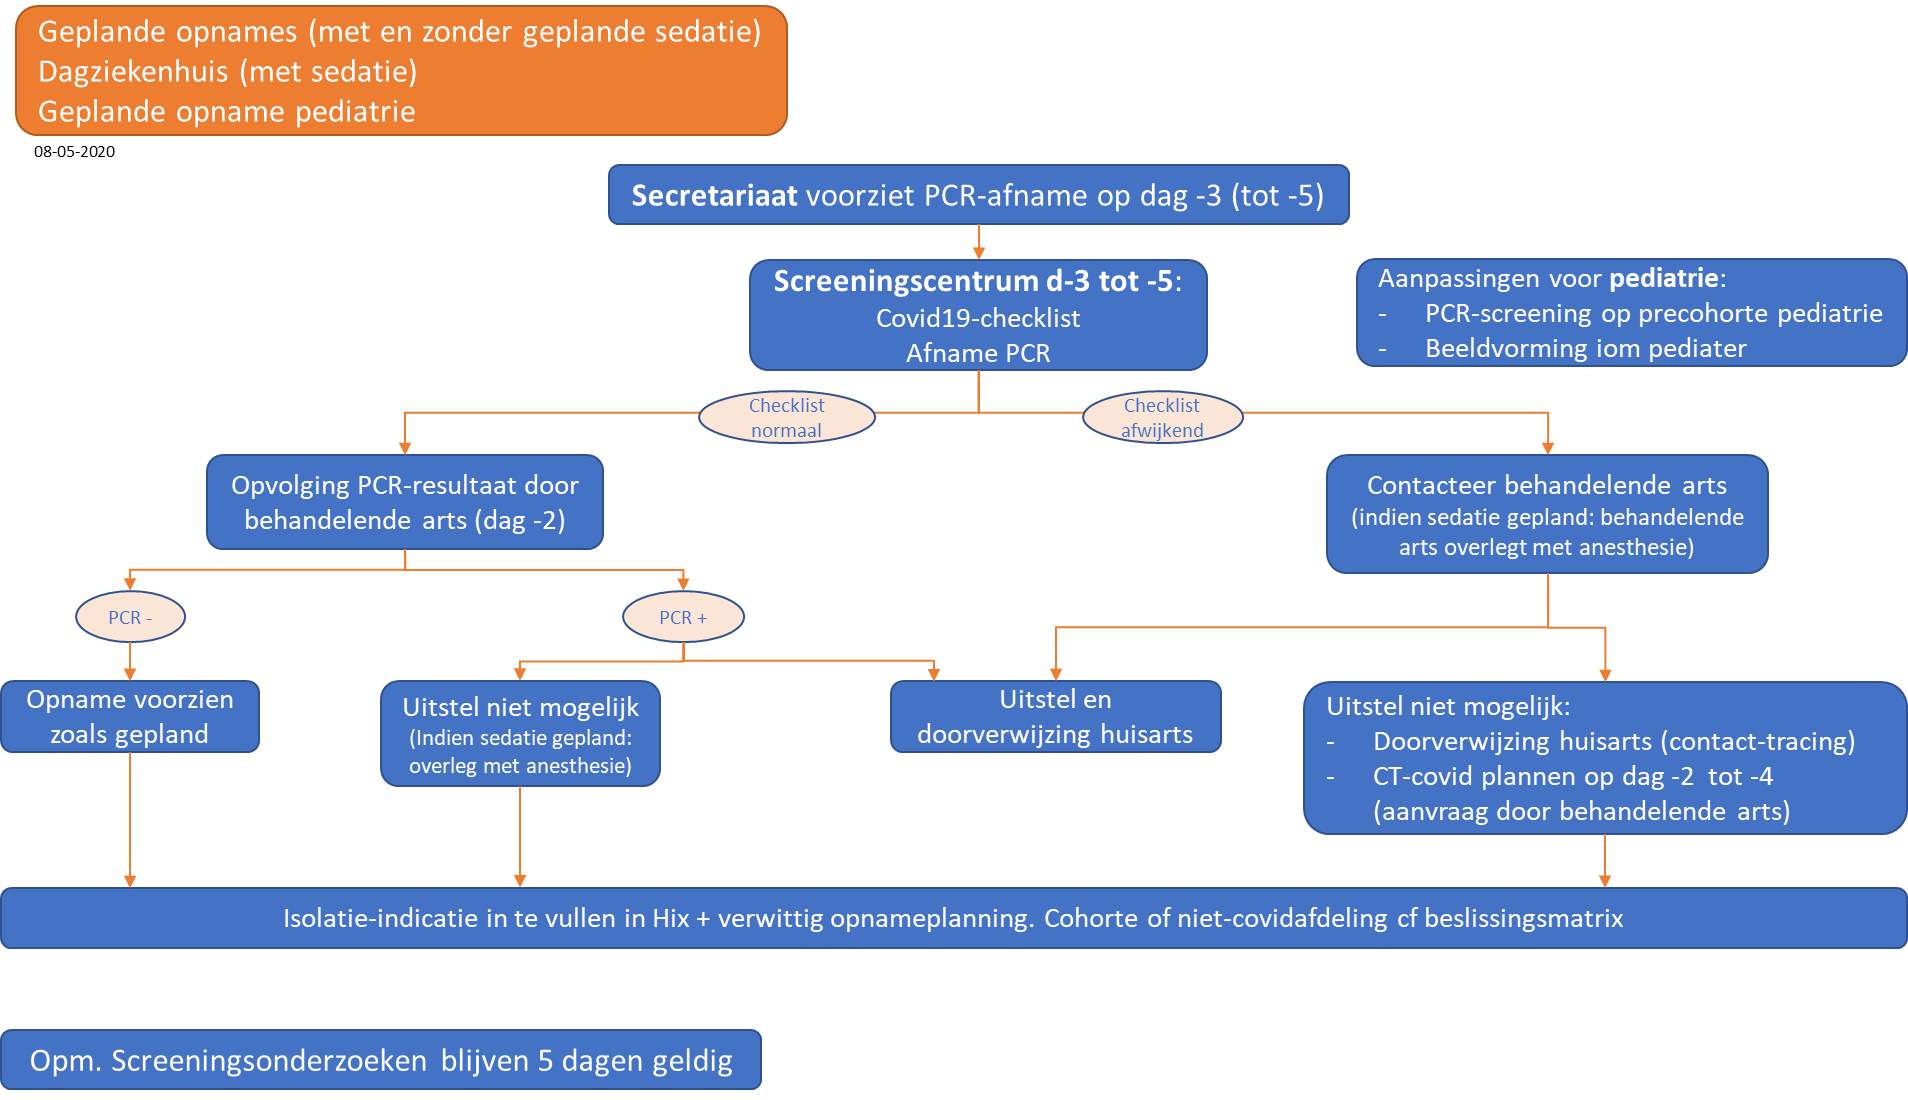 Geplande opnames (met en zonder geplande sedatie)
Dagziekenhuis (met sedatie)
Geplande opname pediatrie
08-05-2020
Secretariaat voorziet PCR-afname op dag -3 (tot -5)
Screeningscentrum d-3 tot -5:
Covid19-checklist
Afname PCR
Aanpassingen voor pediatrie:
- PCR-screening op precohorte pediatrie
- Beeldvorming iom pediater
Checklist
normaal
Checklist
afwijkend
Opvolging PCR-resultaat door
behandelende arts (dag -2)
Contacteer behandelende arts
(indien sedatie gepland: behandelende
arts overlegt met anesthesie)
PCR -
PCR +
Opname voorzien
zoals gepland
Uitstel niet mogelijk
(Indien sedatie gepland:
overleg met anesthesie)
Uitstel en
doorverwijzing huisarts
Uitstel niet mogelijk:
- Doorverwijzing huisarts (contact-tracing)
- CT-covid plannen op dag -2 tot -4
(aanvraag door behandelende arts)
Isolatie-indicatie in te vullen in Hix + verwittig opnameplanning. Cohorte of niet-covidafdeling cf beslissingsmatrix
Opm. Screeningsonderzoeken blijven 5 dagen geldig